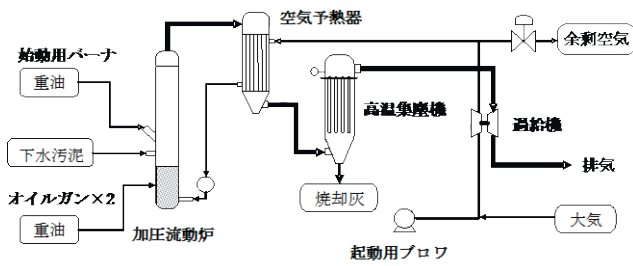 空気予熱器
余剰空気
始動用バーナ
重油
高温集塵機
過給機
下水汚泥
排気
オイルガン×2
焼却灰
重油
加圧流動炉
大気
起動用ブロワ